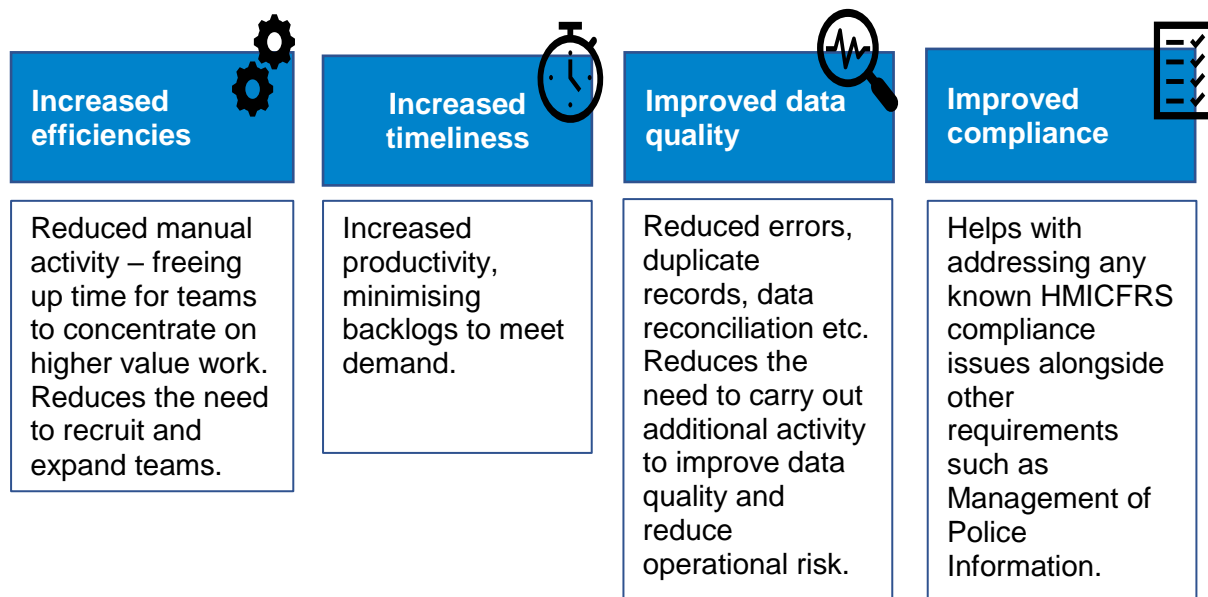 Increased
efficiencies
Reduced manual
activity – freeing
up time for teams
to concentrate on
higher value work.
Reduces the need
to recruit and
expand teams.
Increased
timeliness
Increased
productivity,
minimising
backlogs to meet
demand.
Improved data
quality
Reduced errors,
duplicate
records, data
reconciliation etc.
Reduces the
need to carry out
additional activity
to improve data
quality and
reduce
operational risk.
Improved
compliance
Helps with
addressing any
known HMICFRS
compliance
issues alongside
other
requirements
such as
Management of
Police
Information.